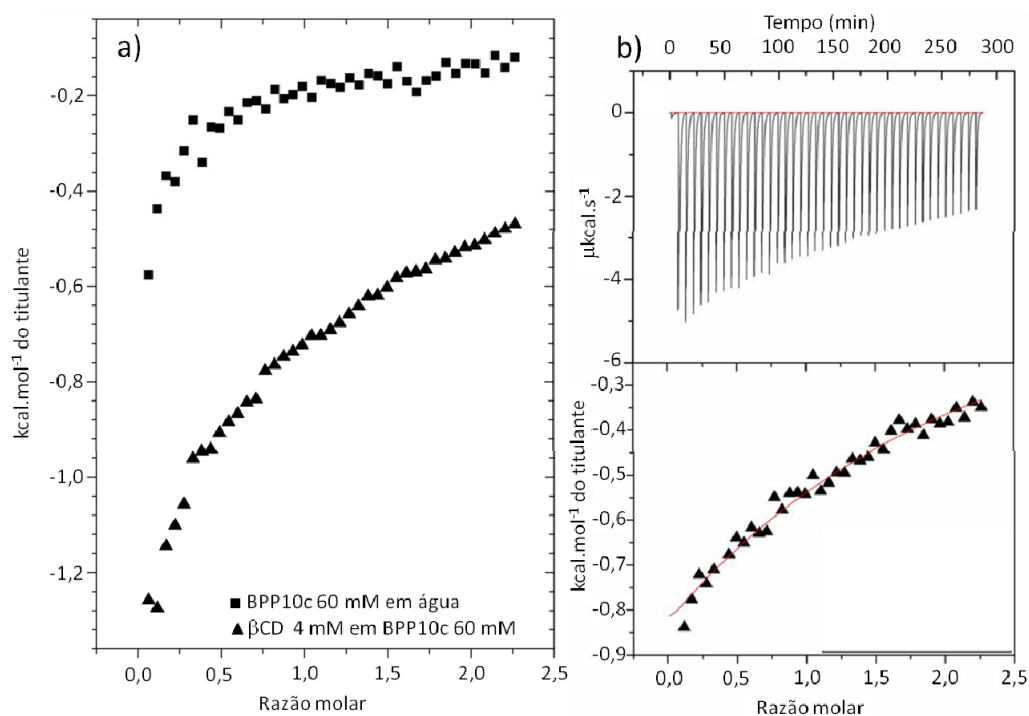 a)
-0,2
-0,4
-0,6
-0,8
-1,0
-1,2
kcal.mol⁻¹ do titulante
■ BPP10c 60 mM em água
▲ βCD 4 mM em BPP10c 60 mM
0,0 0,5 1,0 1,5 2,0 2,5
Razão molar
b)
Tempo (min)
0 50 100 150 200 250 300
0
-2
-4
-6
μkcal.s⁻¹
-0,3
-0,4
-0,5
-0,6
-0,7
-0,8
-0,9
kcal.mol⁻¹ do titulante
0,0 0,5 1,0 1,5 2,0 2,5
Razão molar